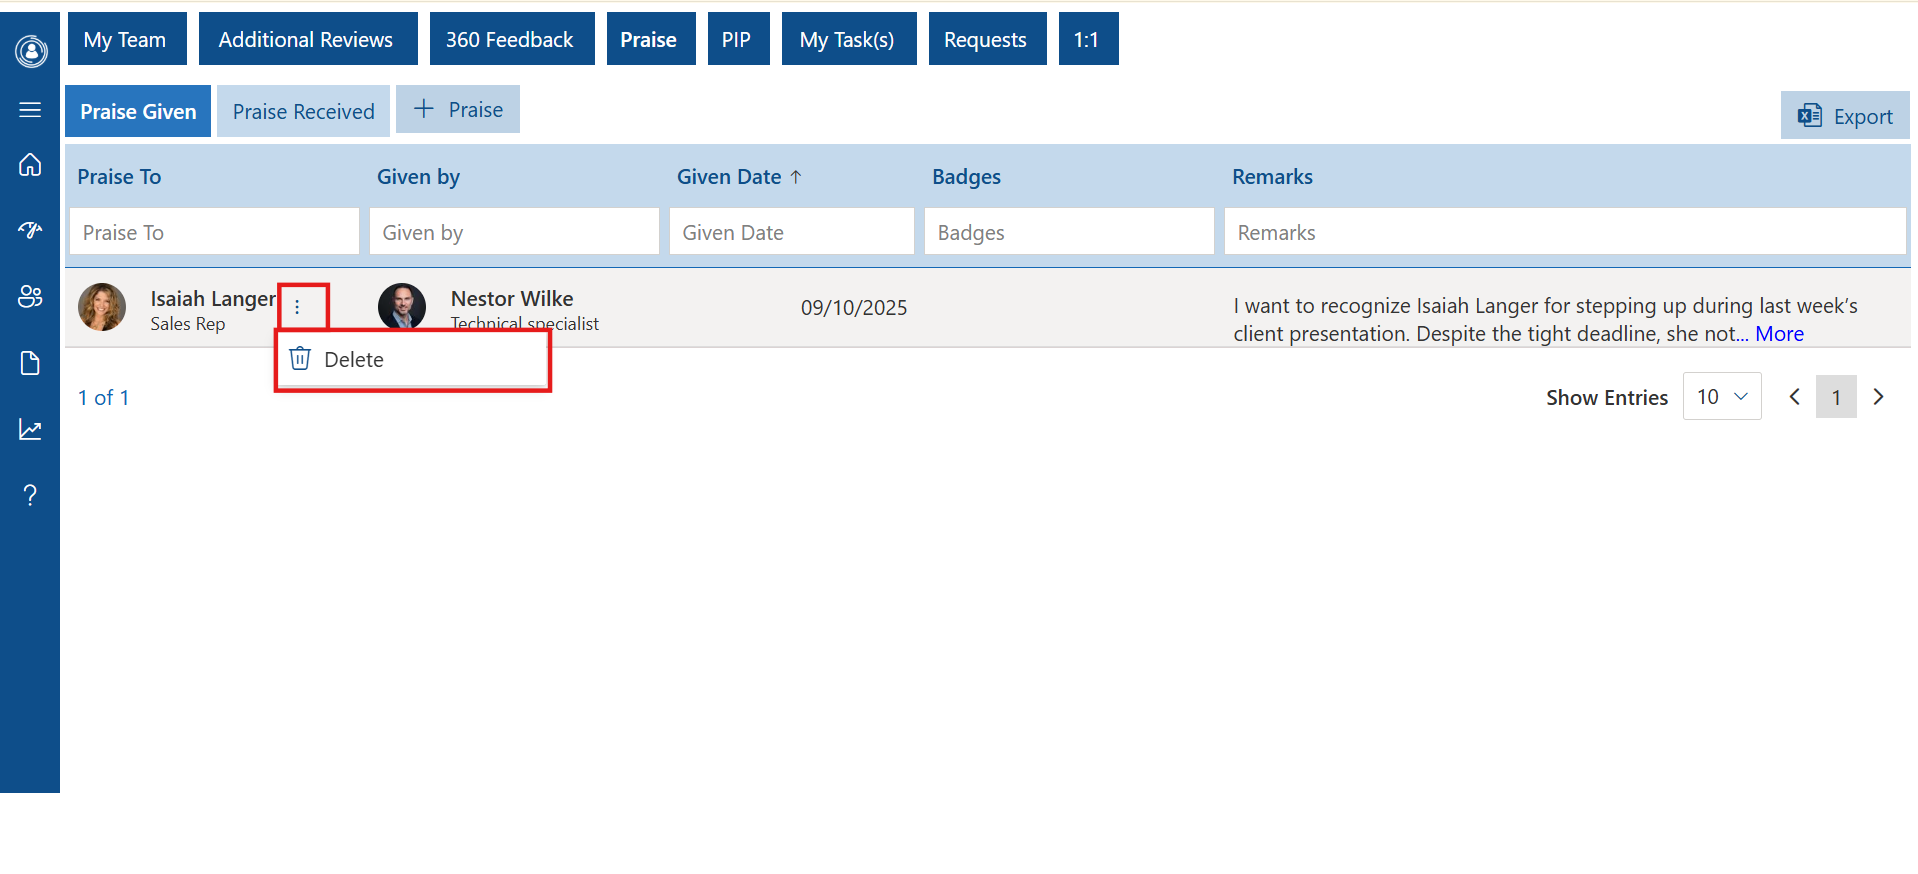 My Team
Additional Reviews
360 Feedback
Praise
PIP
My Task(s)
Requests
1:1
Praise Given
Praise Received
Praise
Export
Praise To
Given by
Given Date ↑
Badges
Remarks
Praise To
Given by
Given Date
Badges
Remarks
Isaiah Langer
Sales Rep
Nestor Wilke
Technical specialist
09/10/2025
I want to recognize Isaiah Langer for stepping up during last week’s
client presentation. Despite the tight deadline, she not... More
Delete
1 of 1
Show Entries
10
1